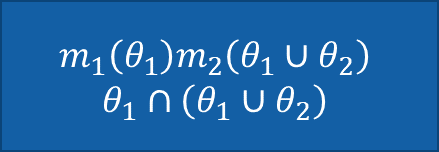 𝑚₁(𝜃₁)𝑚₂(𝜃₁ ∪ 𝜃₂)
𝜃₁ ∩ (𝜃₁ ∪ 𝜃₂)